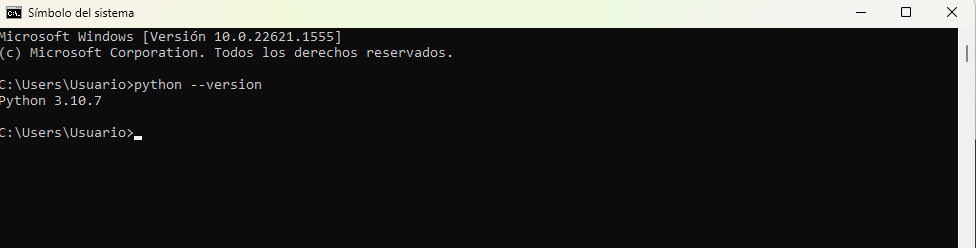 Símbolo del sistema
Microsoft Windows [Versión 10.0.22621.1555]
(c) Microsoft Corporation. Todos los derechos reservados.
C:\Users\Usuario>python --version
Python 3.10.7
C:\Users\Usuario>